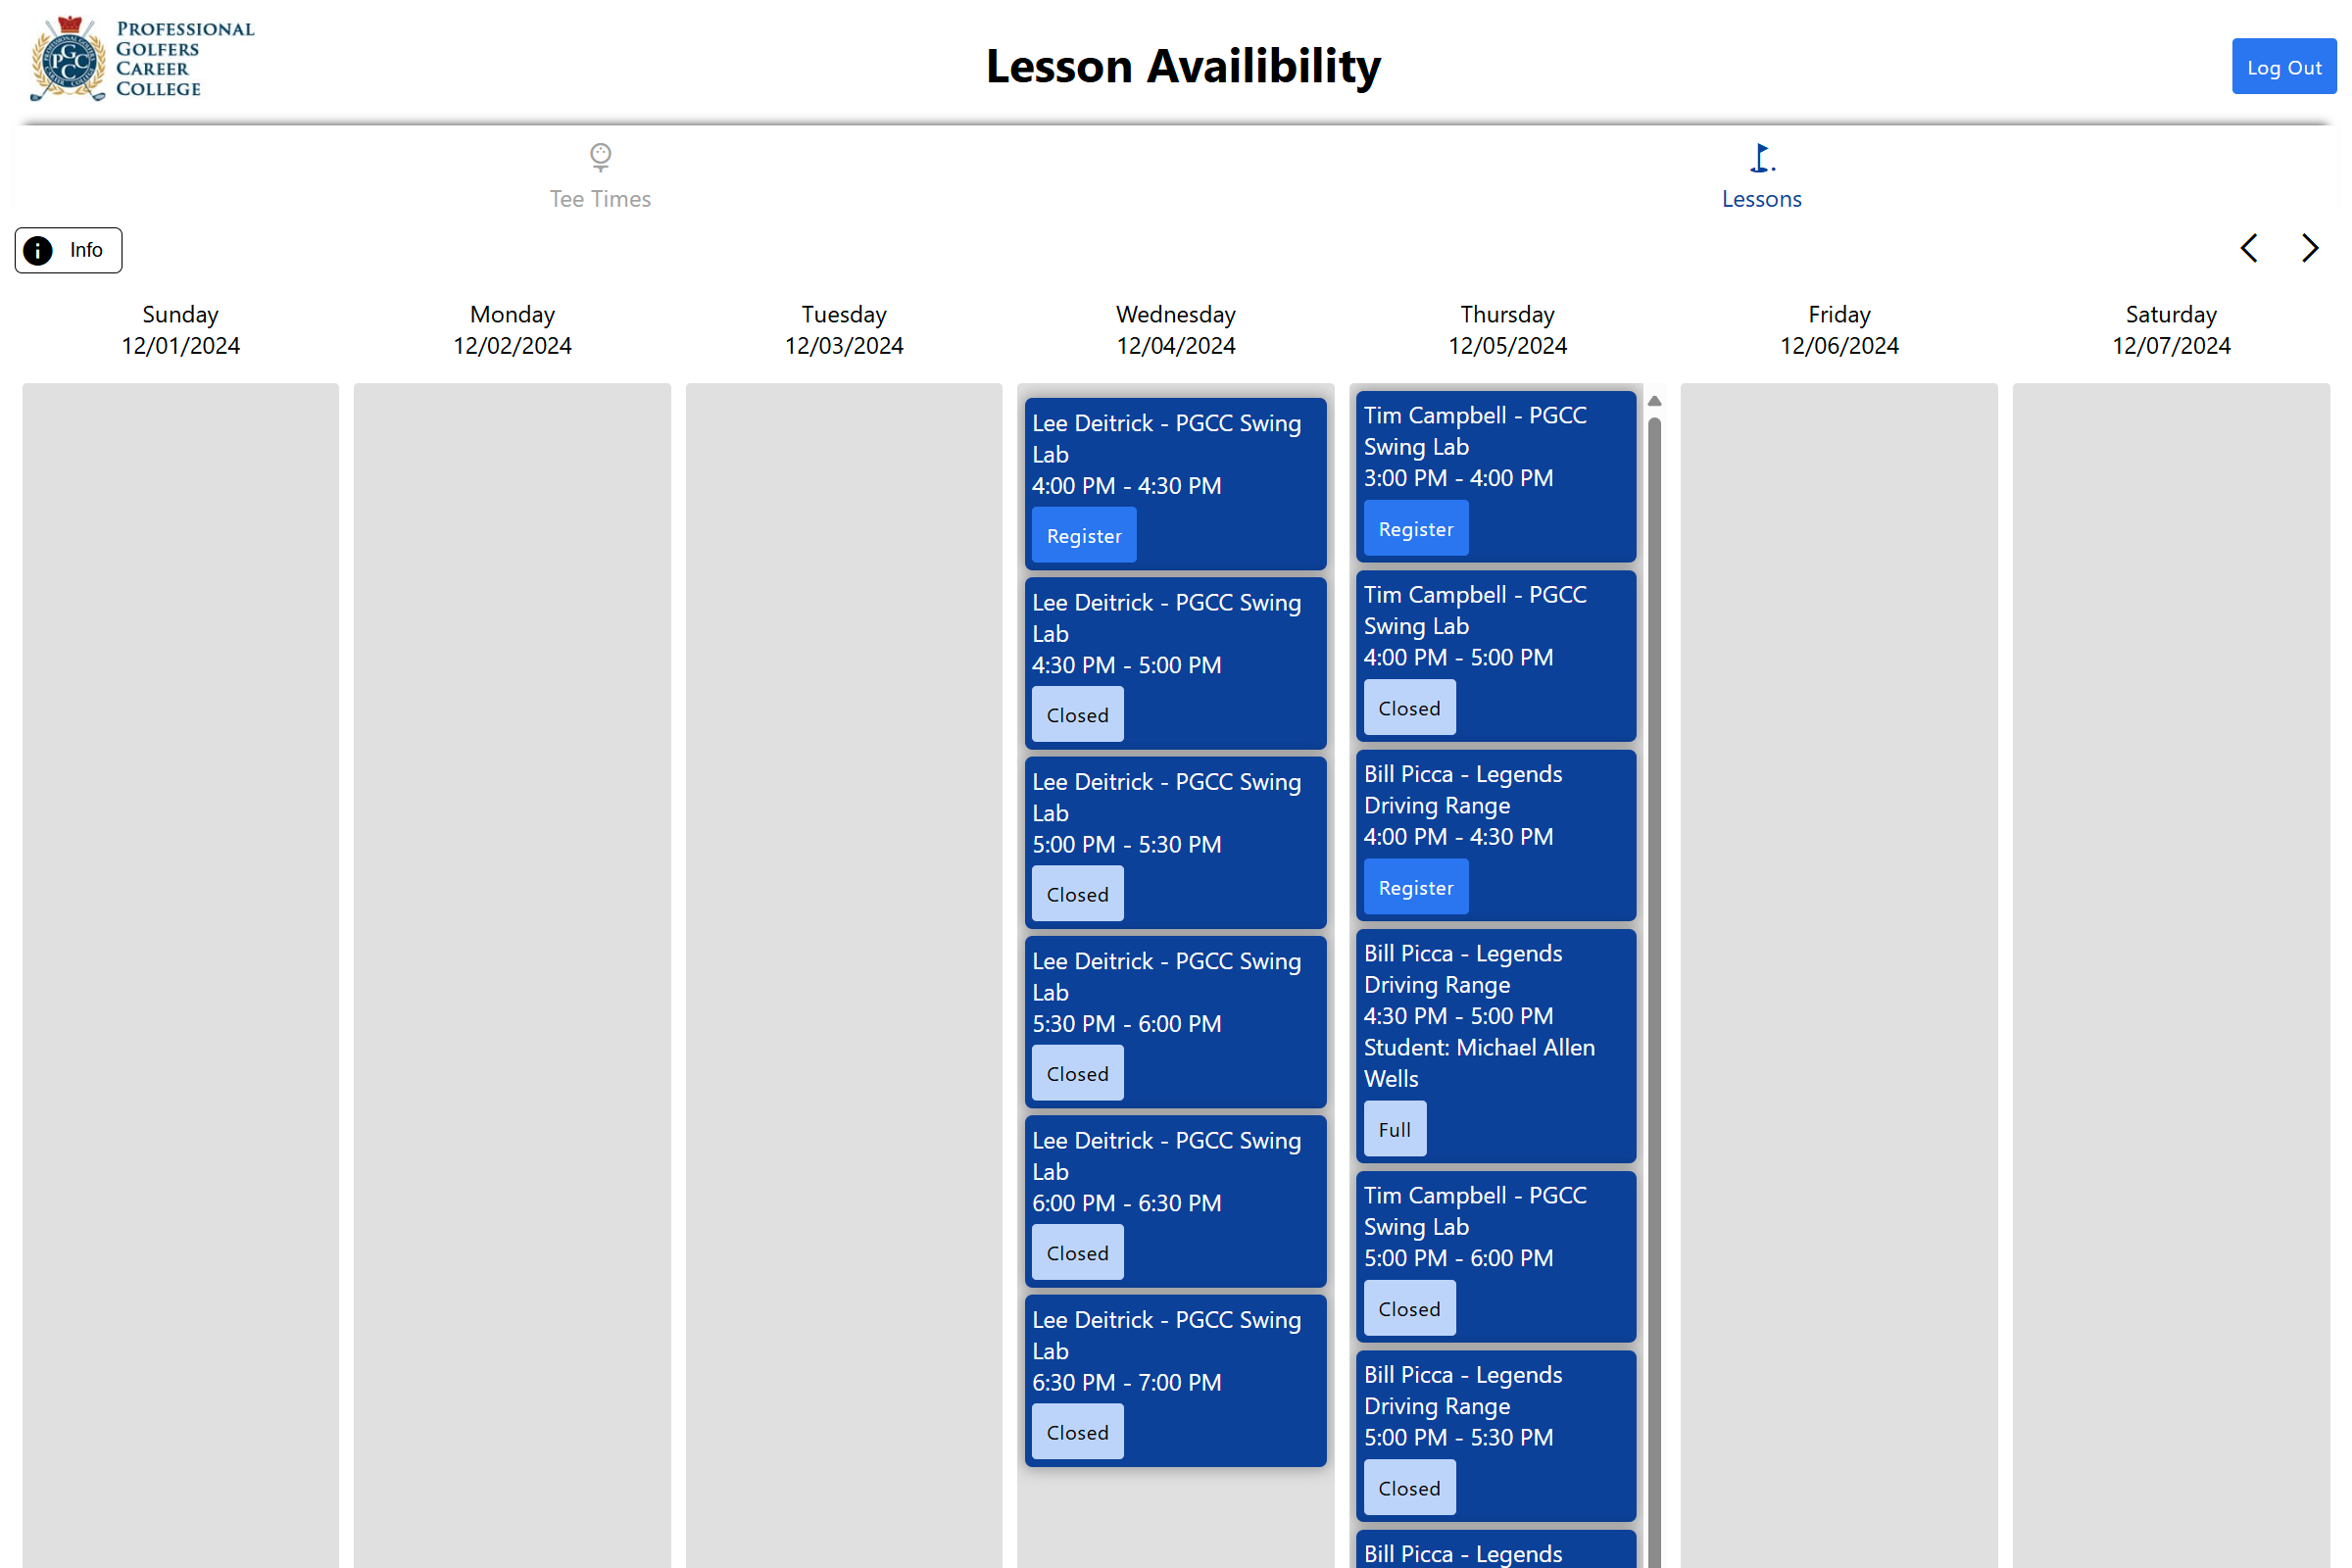 PROFESSIONAL
GOLFERS
CAREER
COLLEGE
Lesson Availibility
Log Out
Tee Times
Lessons
Info
Sunday
12/01/2024
Monday
12/02/2024
Tuesday
12/03/2024
Wednesday
12/04/2024
Thursday
12/05/2024
Friday
12/06/2024
Saturday
12/07/2024
Lee Deitrick - PGCC Swing
Lab
4:00 PM - 4:30 PM
Register
Lee Deitrick - PGCC Swing
Lab
4:30 PM - 5:00 PM
Closed
Lee Deitrick - PGCC Swing
Lab
5:00 PM - 5:30 PM
Closed
Lee Deitrick - PGCC Swing
Lab
5:30 PM - 6:00 PM
Closed
Lee Deitrick - PGCC Swing
Lab
6:00 PM - 6:30 PM
Closed
Lee Deitrick - PGCC Swing
Lab
6:30 PM - 7:00 PM
Closed
Tim Campbell - PGCC
Swing Lab
3:00 PM - 4:00 PM
Register
Tim Campbell - PGCC
Swing Lab
4:00 PM - 5:00 PM
Closed
Bill Picca - Legends
Driving Range
4:00 PM - 4:30 PM
Register
Bill Picca - Legends
Driving Range
4:30 PM - 5:00 PM
Student: Michael Allen
Wells
Full
Tim Campbell - PGCC
Swing Lab
5:00 PM - 6:00 PM
Closed
Bill Picca - Legends
Driving Range
5:00 PM - 5:30 PM
Closed
Bill Picca - Legends